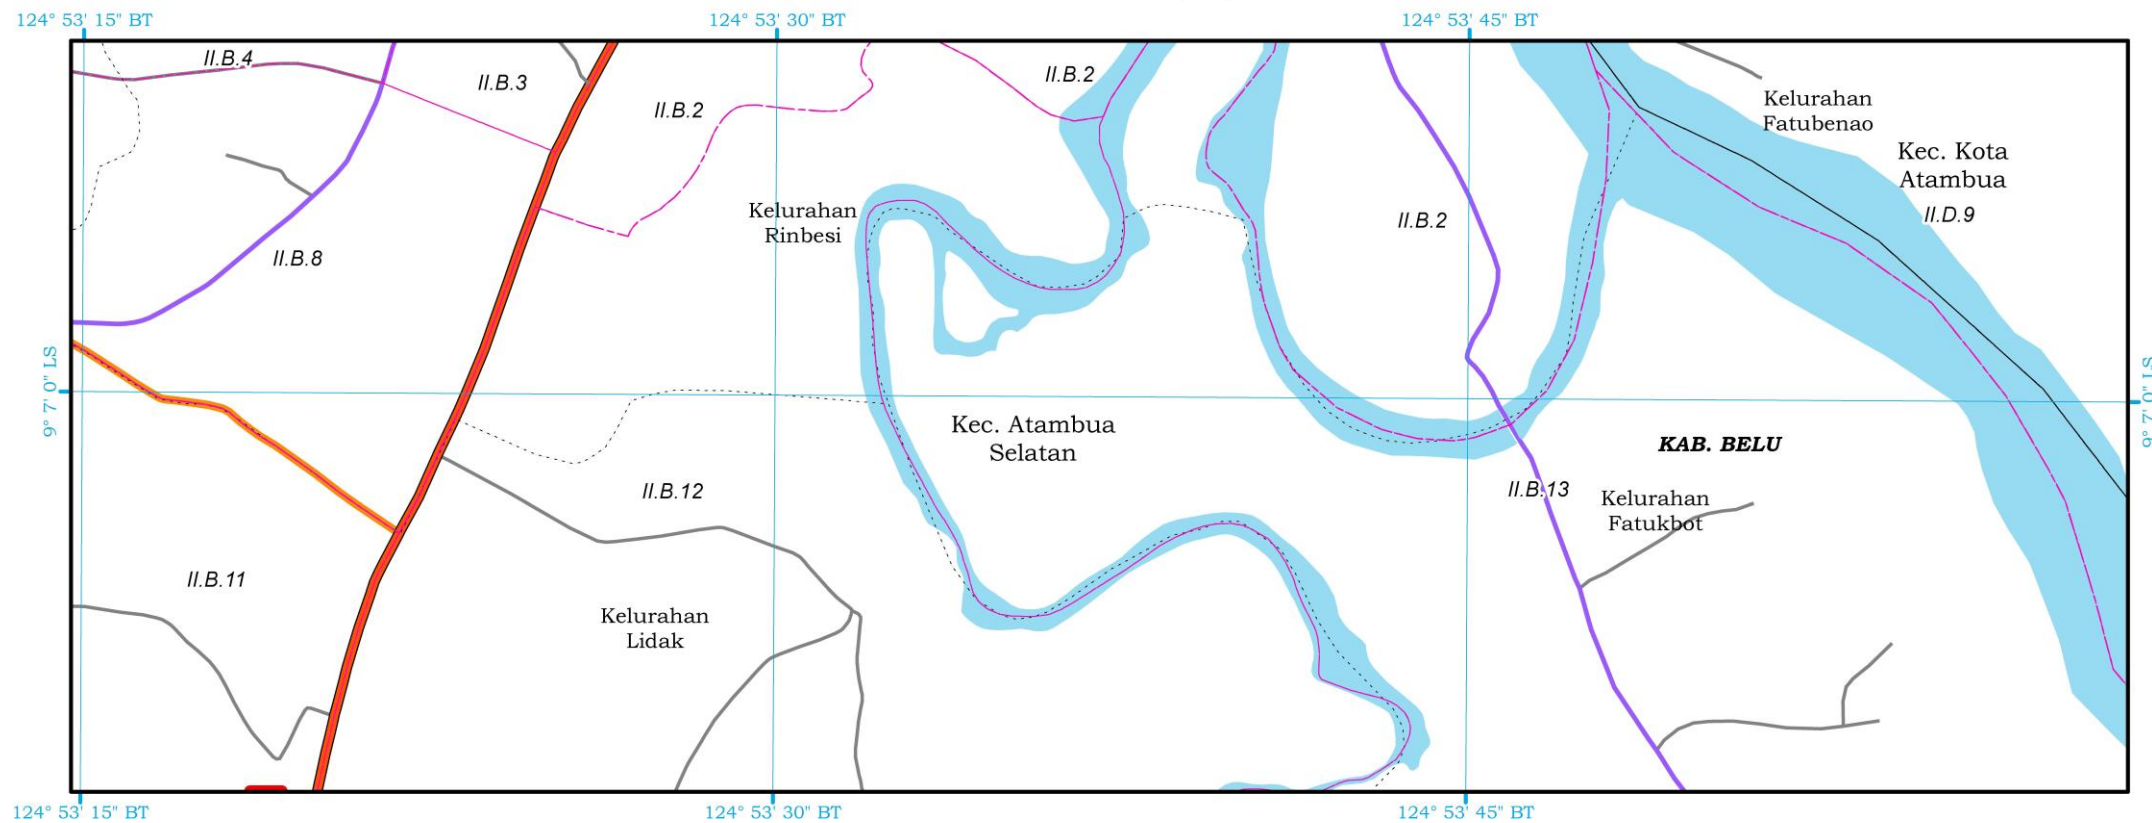 124° 53' 15" BT
124° 53' 30" BT
124° 53' 45" BT
II.B.4
II.B.3
II.B.2
II.B.2
Kelurahan
Fatubenao
Kec. Kota
Atambua
II.D.9
Kelurahan
Rinbesi
II.B.2
II.B.8
9° 7' 0" LS
9° 7' 0" LS
Kec. Atambua
Selatan
KAB. BELU
II.B.12
II.B.13
Kelurahan
Fatukbot
II.B.11
Kelurahan
Lidak
124° 53' 15" BT
124° 53' 30" BT
124° 53' 45" BT